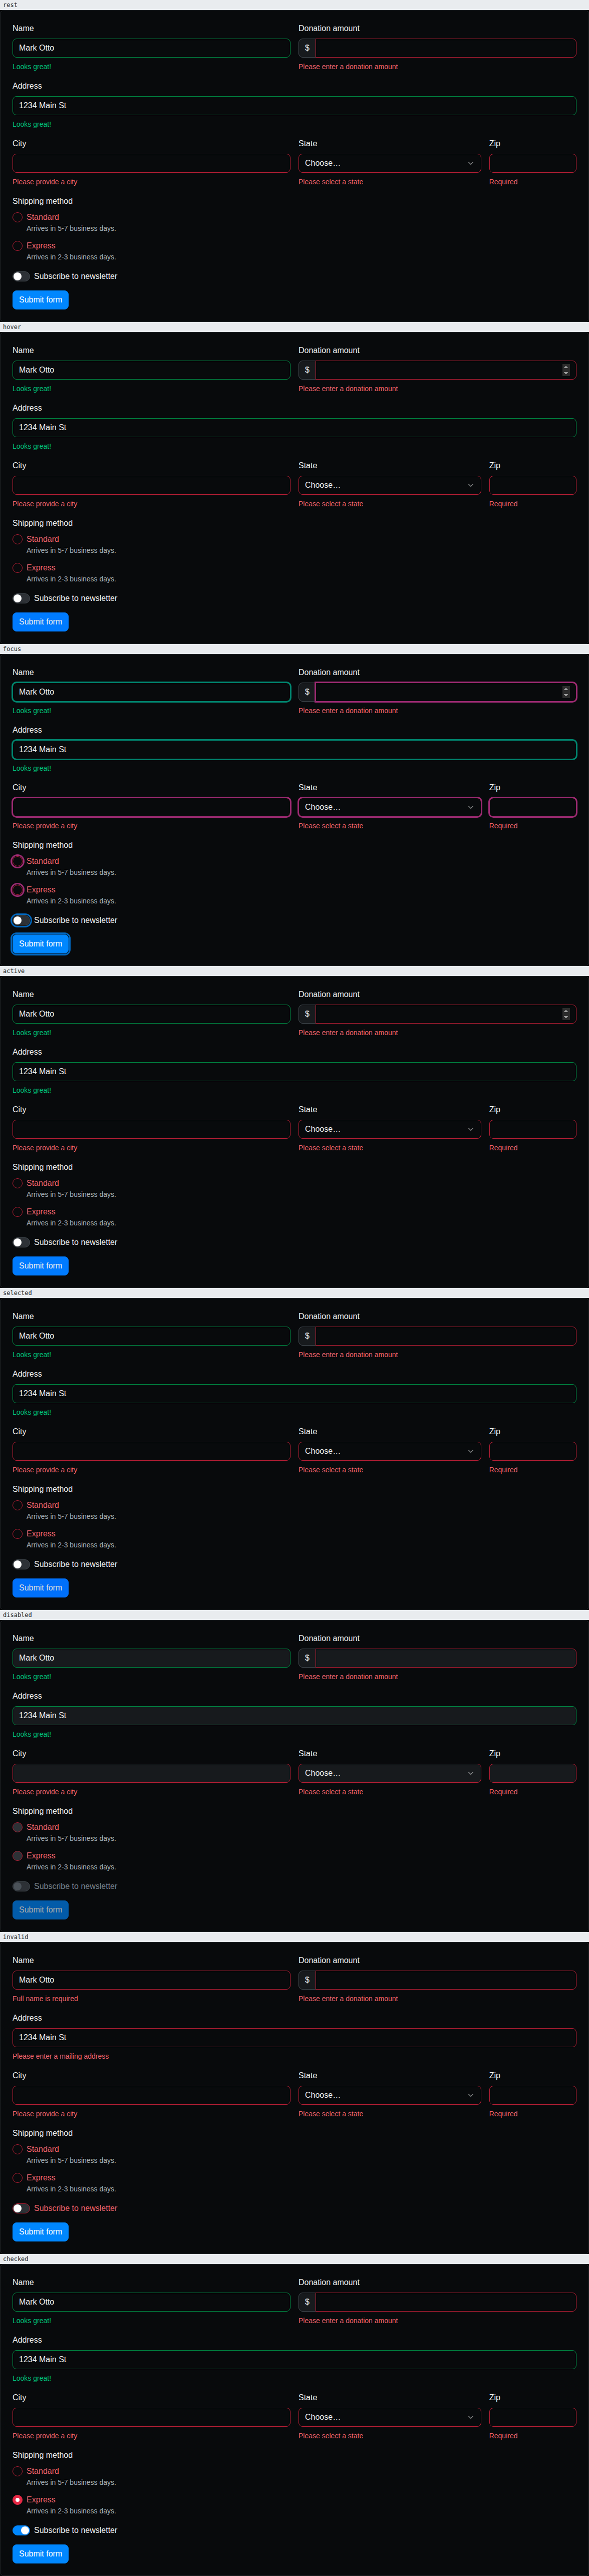 rest
Name Donation amount
Mark Otto $
Looks great! Please enter a donation amount
Address
1234 Main St
Looks great!
City State Zip
Choose...
Please provide a city Please select a state Required
Shipping method
Standard
Arrives in 5-7 business days.
Express
Arrives in 2-3 business days.
Subscribe to newsletter
Submit form
hover
Name Donation amount
Mark Otto $
Looks great! Please enter a donation amount
Address
1234 Main St
Looks great!
City State Zip
Choose...
Please provide a city Please select a state Required
Shipping method
Standard
Arrives in 5-7 business days.
Express
Arrives in 2-3 business days.
Subscribe to newsletter
Submit form
focus
Name Donation amount
Mark Otto $
Looks great! Please enter a donation amount
Address
1234 Main St
Looks great!
City State Zip
Choose...
Please provide a city Please select a state Required
Shipping method
Standard
Arrives in 5-7 business days.
Express
Arrives in 2-3 business days.
Subscribe to newsletter
Submit form
active
Name Donation amount
Mark Otto $
Looks great! Please enter a donation amount
Address
1234 Main St
Looks great!
City State Zip
Choose...
Please provide a city Please select a state Required
Shipping method
Standard
Arrives in 5-7 business days.
Express
Arrives in 2-3 business days.
Subscribe to newsletter
Submit form
selected
Name Donation amount
Mark Otto $
Looks great! Please enter a donation amount
Address
1234 Main St
Looks great!
City State Zip
Choose...
Please provide a city Please select a state Required
Shipping method
Standard
Arrives in 5-7 business days.
Express
Arrives in 2-3 business days.
Subscribe to newsletter
Submit form
disabled
Name Donation amount
Mark Otto $
Looks great! Please enter a donation amount
Address
1234 Main St
Looks great!
City State Zip
Choose...
Please provide a city Please select a state Required
Shipping method
Standard
Arrives in 5-7 business days.
Express
Arrives in 2-3 business days.
Subscribe to newsletter
Submit form
invalid
Name Donation amount
Mark Otto $
Full name is required Please enter a donation amount
Address
1234 Main St
Please enter a mailing address
City State Zip
Choose...
Please provide a city Please select a state Required
Shipping method
Standard
Arrives in 5-7 business days.
Express
Arrives in 2-3 business days.
Subscribe to newsletter
Submit form
checked
Name Donation amount
Mark Otto $
Looks great! Please enter a donation amount
Address
1234 Main St
Looks great!
City State Zip
Choose...
Please provide a city Please select a state Required
Shipping method
Standard
Arrives in 5-7 business days.
Express
Arrives in 2-3 business days.
Subscribe to newsletter
Submit form